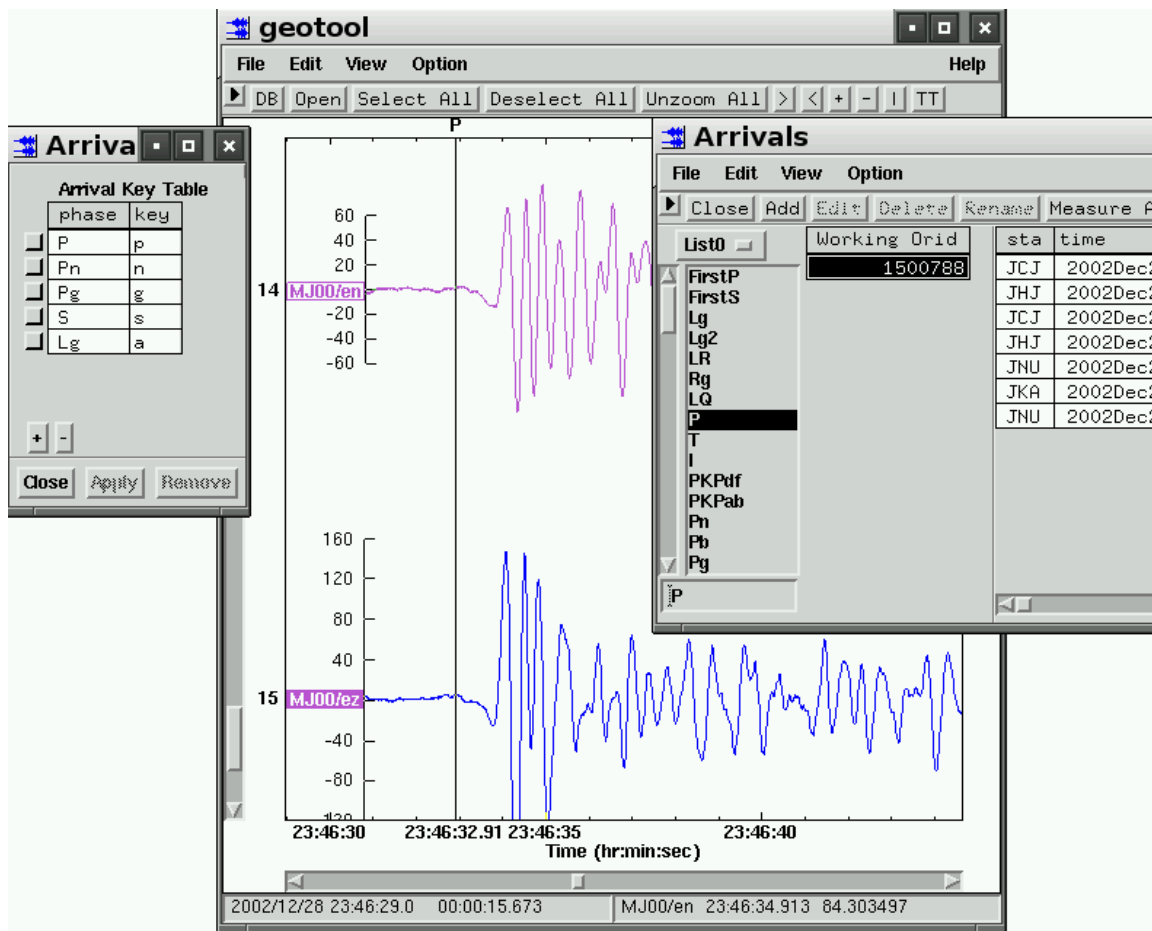 geotool
File Edit View Option Help
DB Open Select All Deselect All Unzoom All > < + - | TT
P
60
40
20
14 MJ00/en
-20
-40
-60
160
120
80
40
15 MJ00/ez
-40
-80
23:46:30 23:46:32.91 23:46:35 23:46:40
Time (hr:min:sec)
2002/12/28 23:46:29.0 00:00:15.673 MJ00/en 23:46:34.913 84.303497
Arriva
Arrival Key Table
phase key
P p
Pn n
Pg g
S s
Lg a
+ -
Close Apply Remove
Arrivals
File Edit View Option
Close Add Edit Delete Rename Measure A
List0
FirstP
FirstS
Lg
Lg2
LR
Rg
LQ
P
T
I
PKPdf
PKPab
Pn
Pb
Pg
P
Working Orid
1500788
sta time
JCJ 2002Dec2
JHJ 2002Dec2
JCJ 2002Dec2
JHJ 2002Dec2
JNU 2002Dec2
JKA 2002Dec2
JNU 2002Dec2